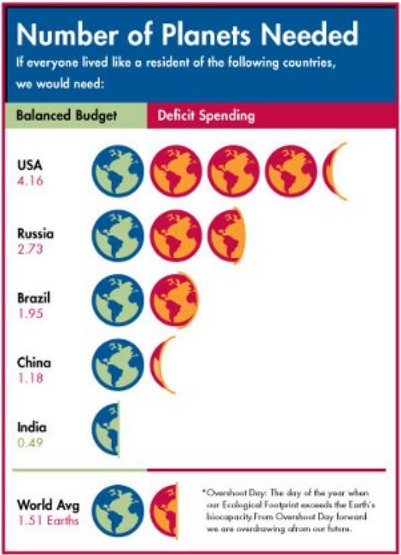 Number of Planets Needed
If everyone lived like a resident of the following countries,
we would need:
Balanced Budget
Deficit Spending
USA
4.16
Russia
2.73
Brazil
1.95
China
1.18
India
0.49
World Avg
1.51 Earths
*Overshoot Day: The day of the year when
our Ecological Footprint exceeds the Earth's
biocapacity From Overshoot Day forward
we are overdrawing afrom our future.